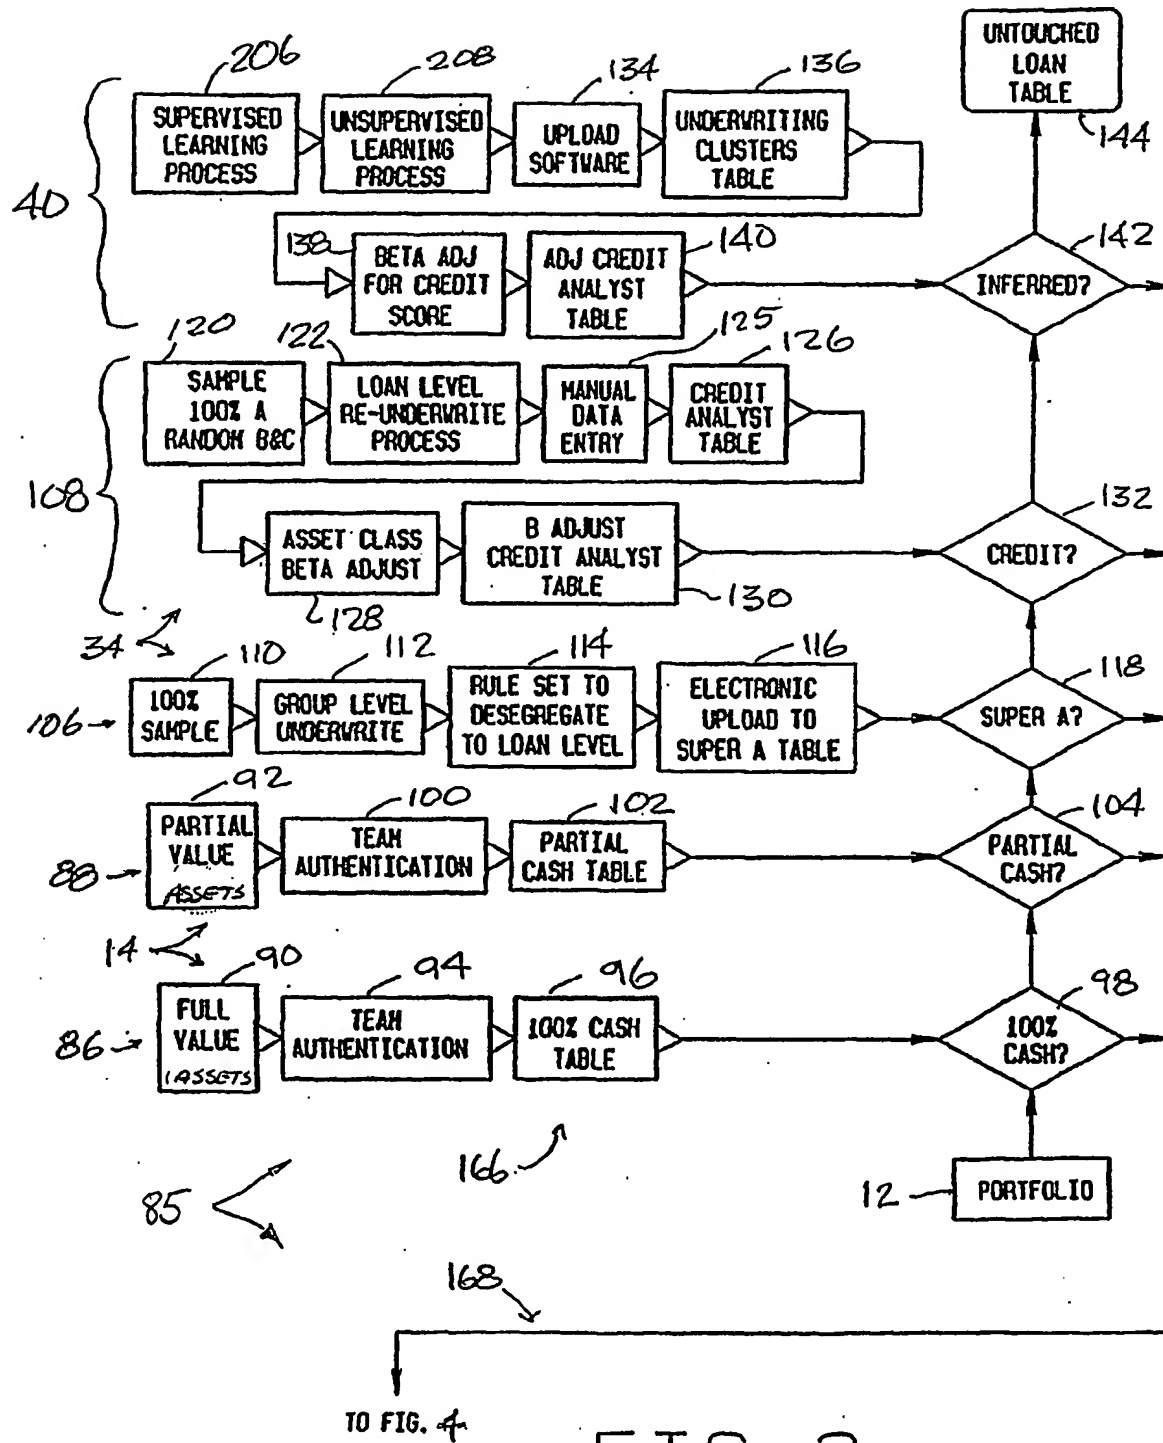 UNTOUCHED
LOAN
TABLE
144
206
208
134
136
SUPERVISED
LEARNING
PROCESS
UNSUPERVISED
LEARNING
PROCESS
UPLOAD
SOFTWARE
UNDERWRITING
CLUSTERS
TABLE
40
138
BETA ADJ
FOR CREDIT
SCORE
140
ADJ CREDIT
ANALYST
TABLE
142
INFERRED?
120
122
125
126
SAMPLE
100% A
RANDOM B&C
LOAN LEVEL
RE-UNDERWRITE
PROCESS
MANUAL
DATA
ENTRY
CREDIT
ANALYST
TABLE
108
ASSET CLASS
BETA ADJUST
128
B ADJUST
CREDIT ANALYST
TABLE
130
132
CREDIT?
34
110
112
114
116
118
106
100%
SAMPLE
GROUP LEVEL
UNDERWRITE
RULE SET TO
DESEGREGATE
TO LOAN LEVEL
ELECTRONIC
UPLOAD TO
SUPER A TABLE
SUPER A?
92
100
102
104
88
PARTIAL
VALUE
ASSETS
TEAM
AUTHENTICATION
PARTIAL
CASH TABLE
PARTIAL
CASH?
14
90
94
96
98
86
FULL
VALUE
ASSETS
TEAM
AUTHENTICATION
100% CASH
TABLE
100%
CASH?
166
85
12
PORTFOLIO
168
TO FIG. 4